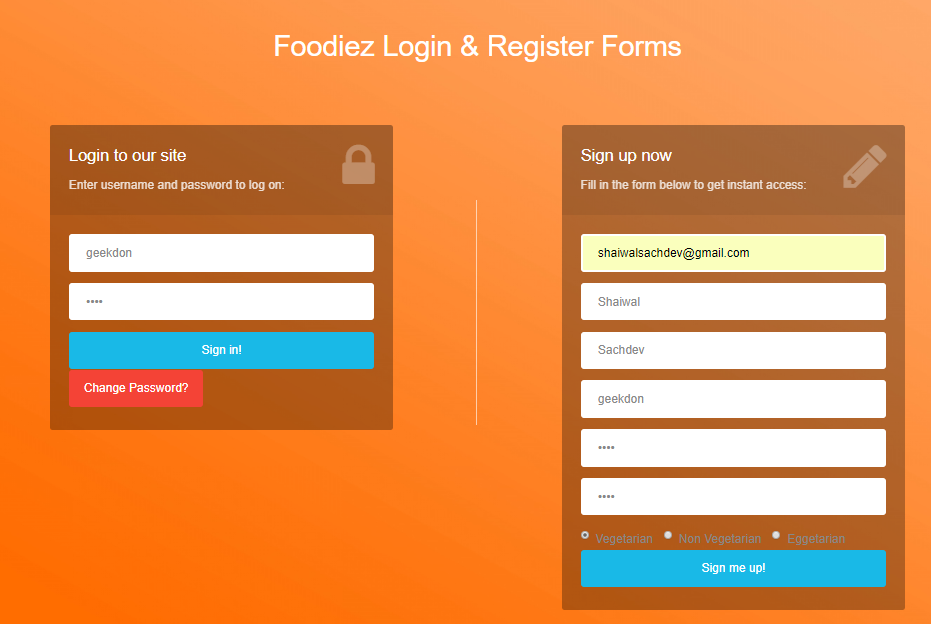 Foodiez Login & Register Forms
Login to our site
Enter username and password to log on:
geekdon
••••
Sign in!
Change Password?
Sign up now
Fill in the form below to get instant access:
shaiwalsachdev@gmail.com
Shaiwal
Sachdev
geekdon
••••
••••
Vegetarian Non Vegetarian Eggetarian
Sign me up!